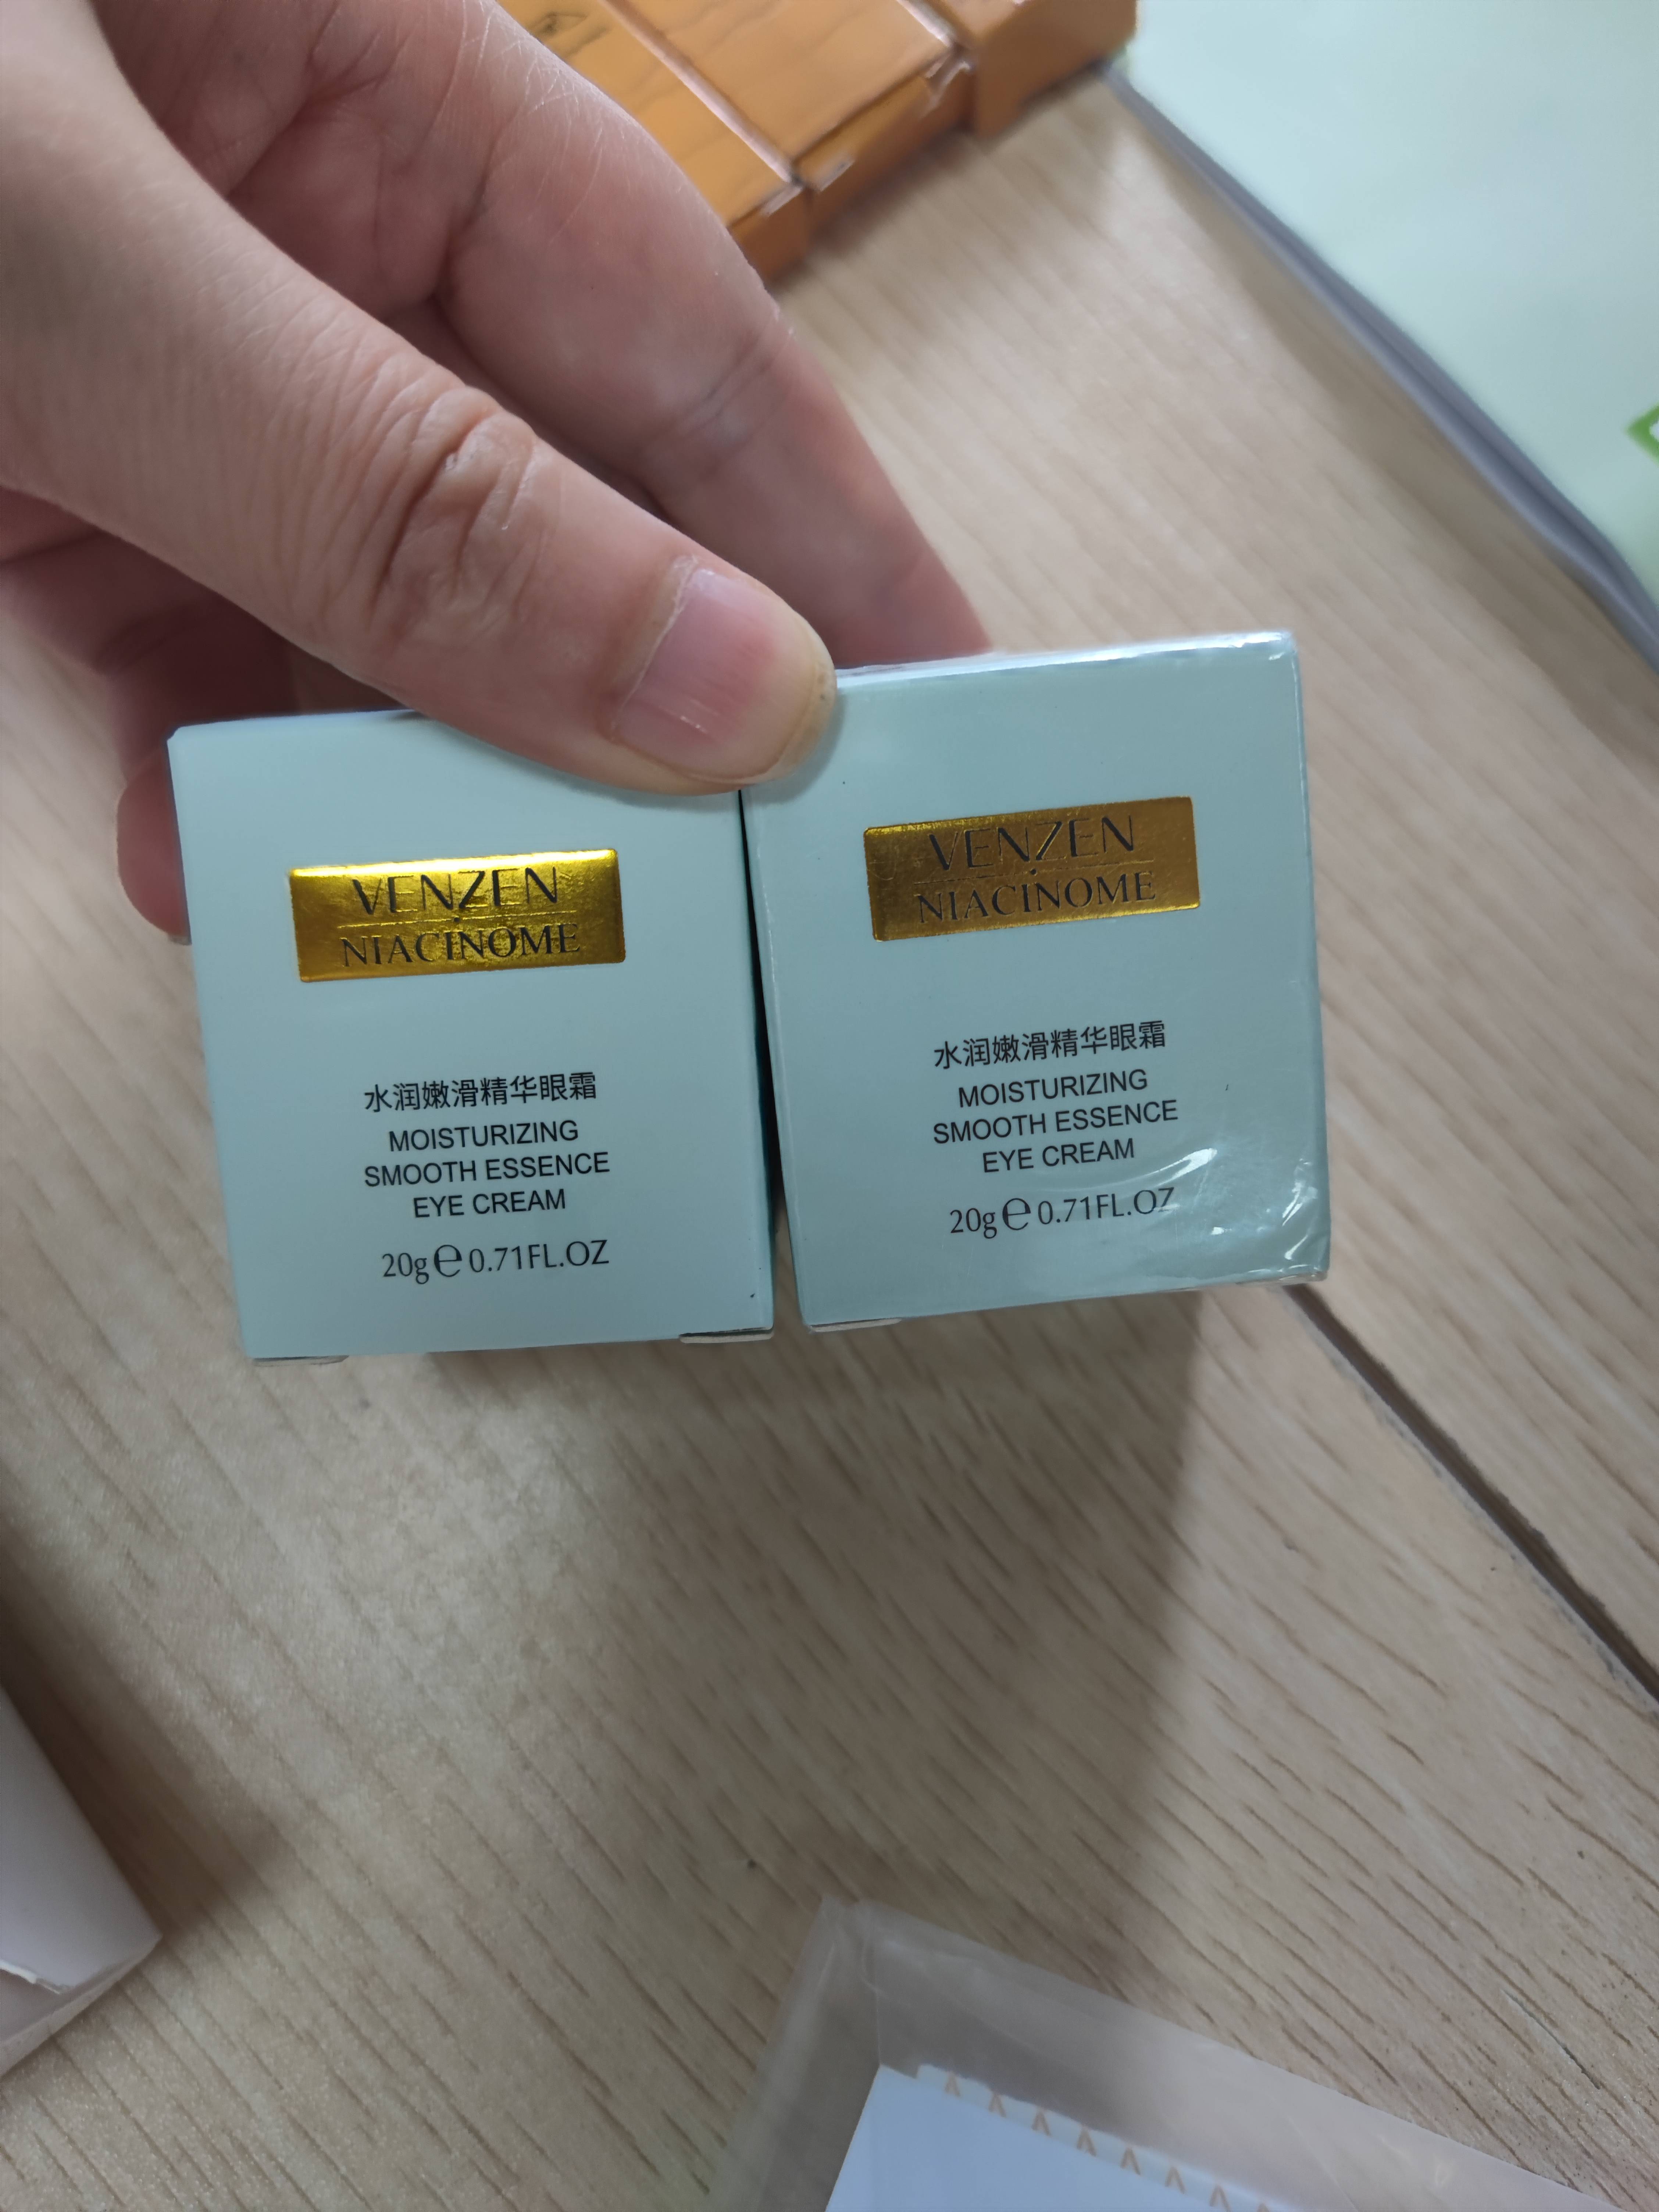 VENZEN
NIACINOME
水润嫩滑精华眼霜
MOISTURIZING
SMOOTH ESSENCE
EYE CREAM
20g℮0.71FL.OZ
VENZEN
NIACINOME
水润嫩滑精华眼霜
MOISTURIZING
SMOOTH ESSENCE
EYE CREAM
20g℮0.71FL.OZ